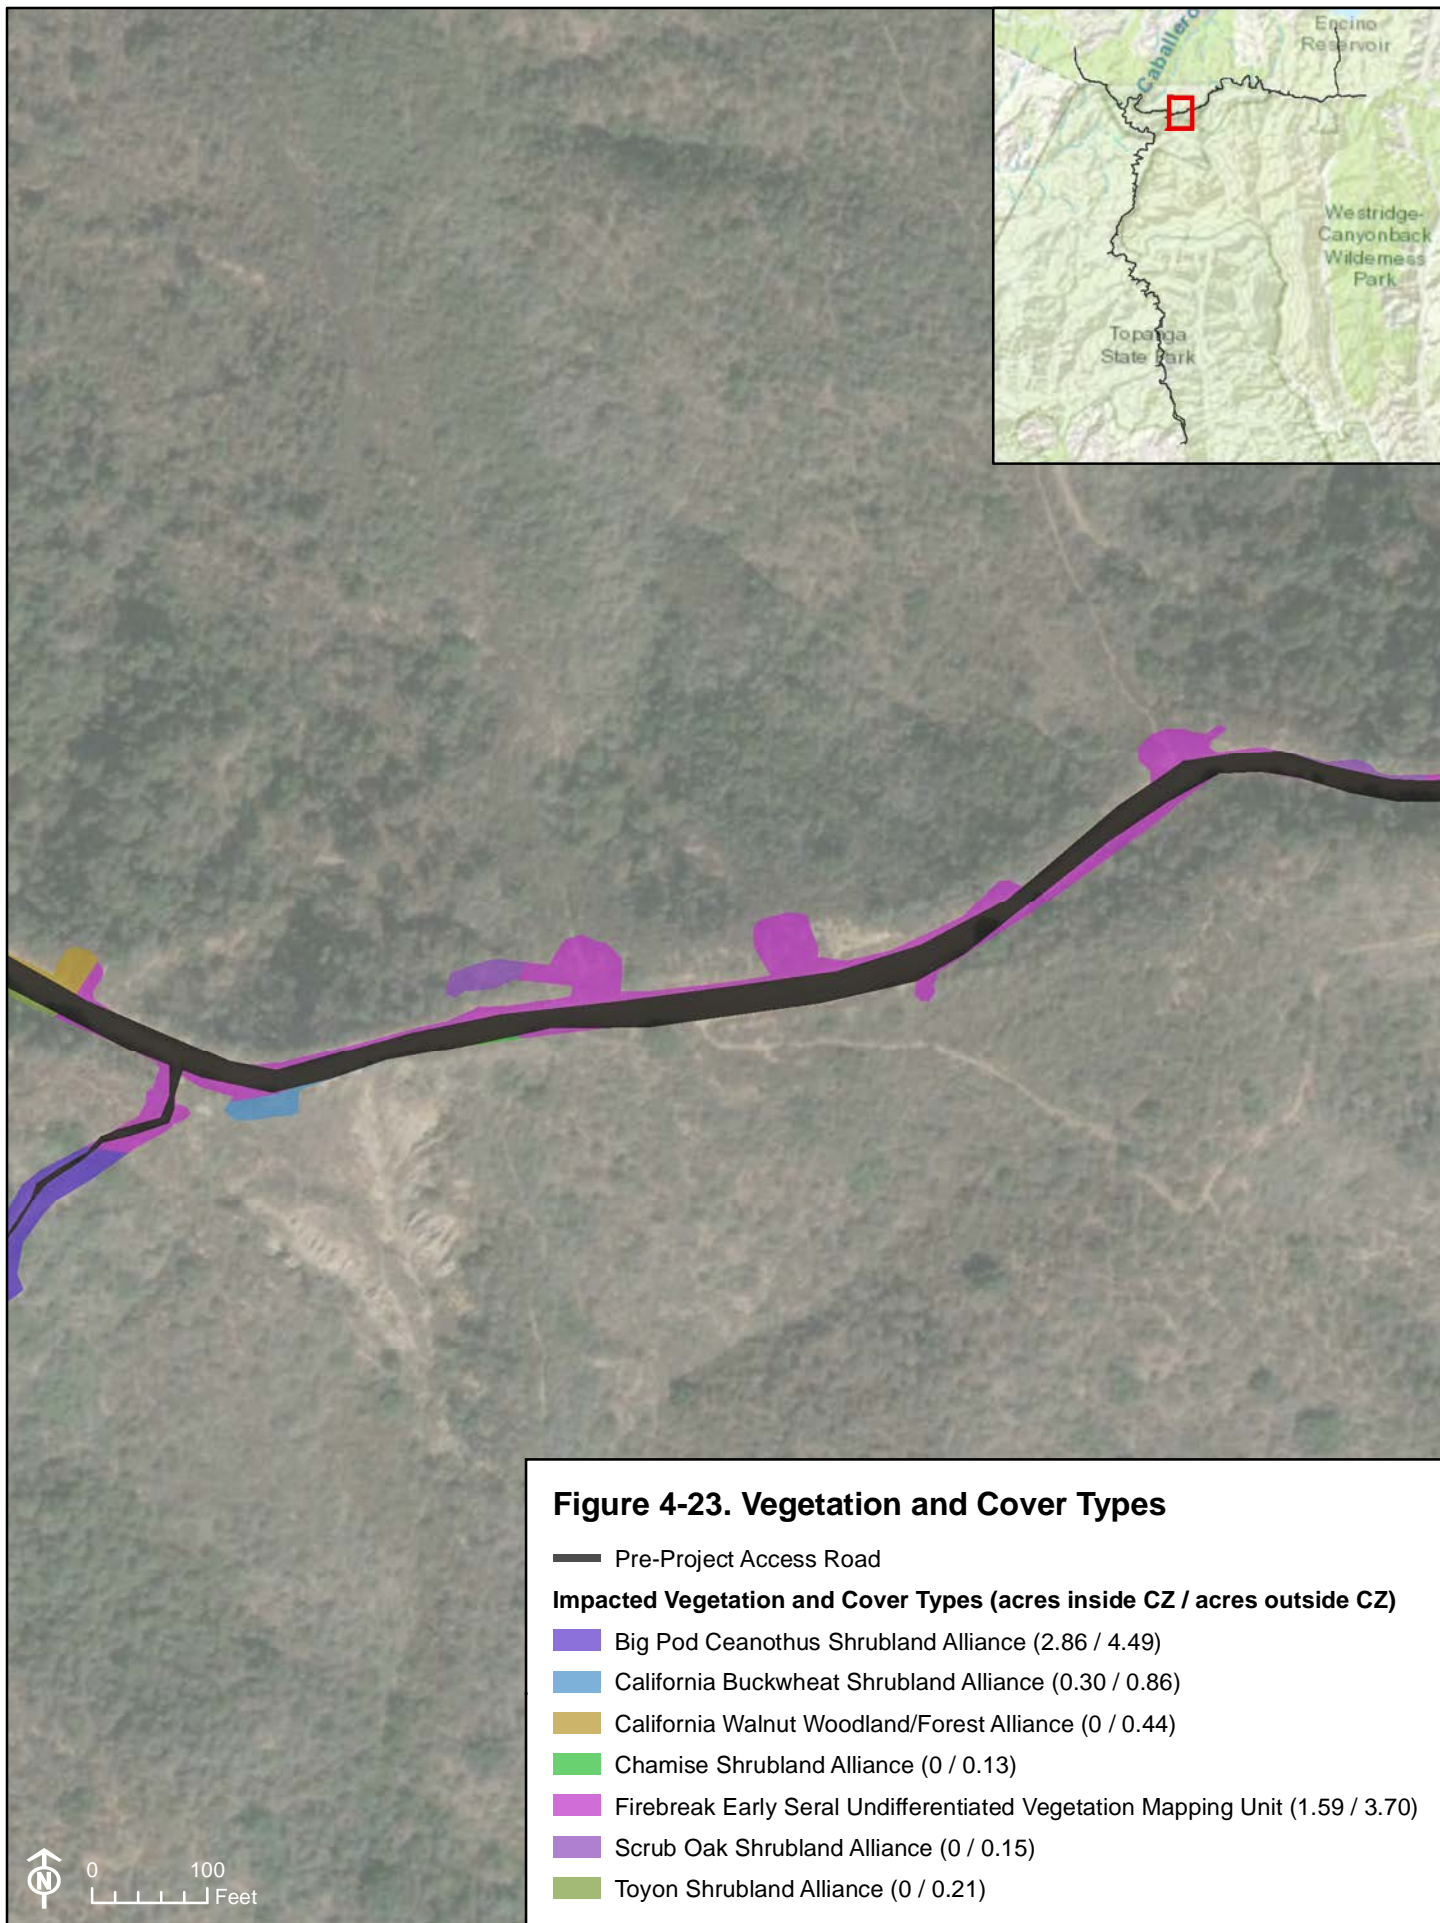 Caballero
Encino
Reservoir
Westridge-
Canyonback
Wilderness
Park
Topanga
State Park
Figure 4-23. Vegetation and Cover Types
Pre-Project Access Road
Impacted Vegetation and Cover Types (acres inside CZ / acres outside CZ)
Big Pod Ceanothus Shrubland Alliance (2.86 / 4.49)
California Buckwheat Shrubland Alliance (0.30 / 0.86)
California Walnut Woodland/Forest Alliance (0 / 0.44)
Chamise Shrubland Alliance (0 / 0.13)
Firebreak Early Seral Undifferentiated Vegetation Mapping Unit (1.59 / 3.70)
Scrub Oak Shrubland Alliance (0 / 0.15)
Toyon Shrubland Alliance (0 / 0.21)
N
0 100
Feet